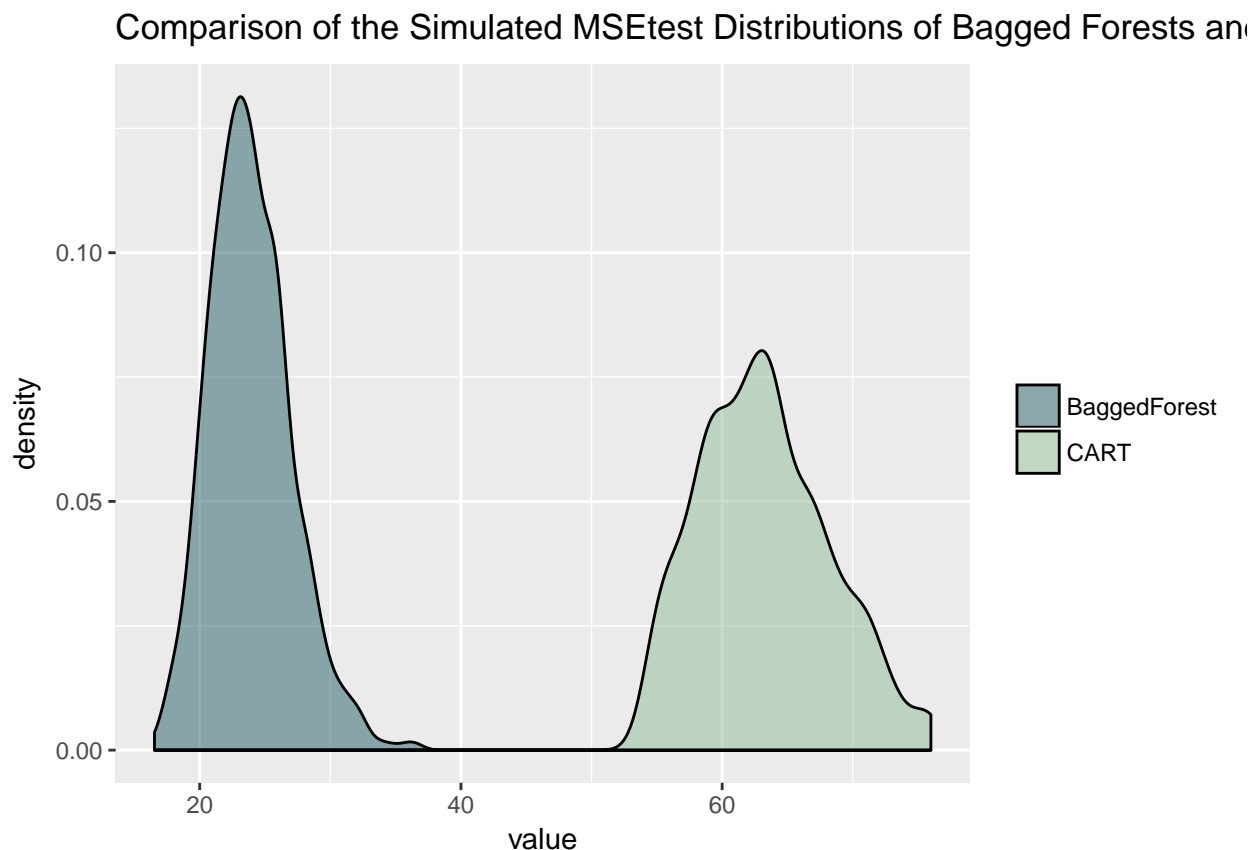 Comparison of the Simulated MSEtest Distributions of Bagged Forests
density
0.10
0.05
0.00
20 40 60
value
BaggedForest
CART